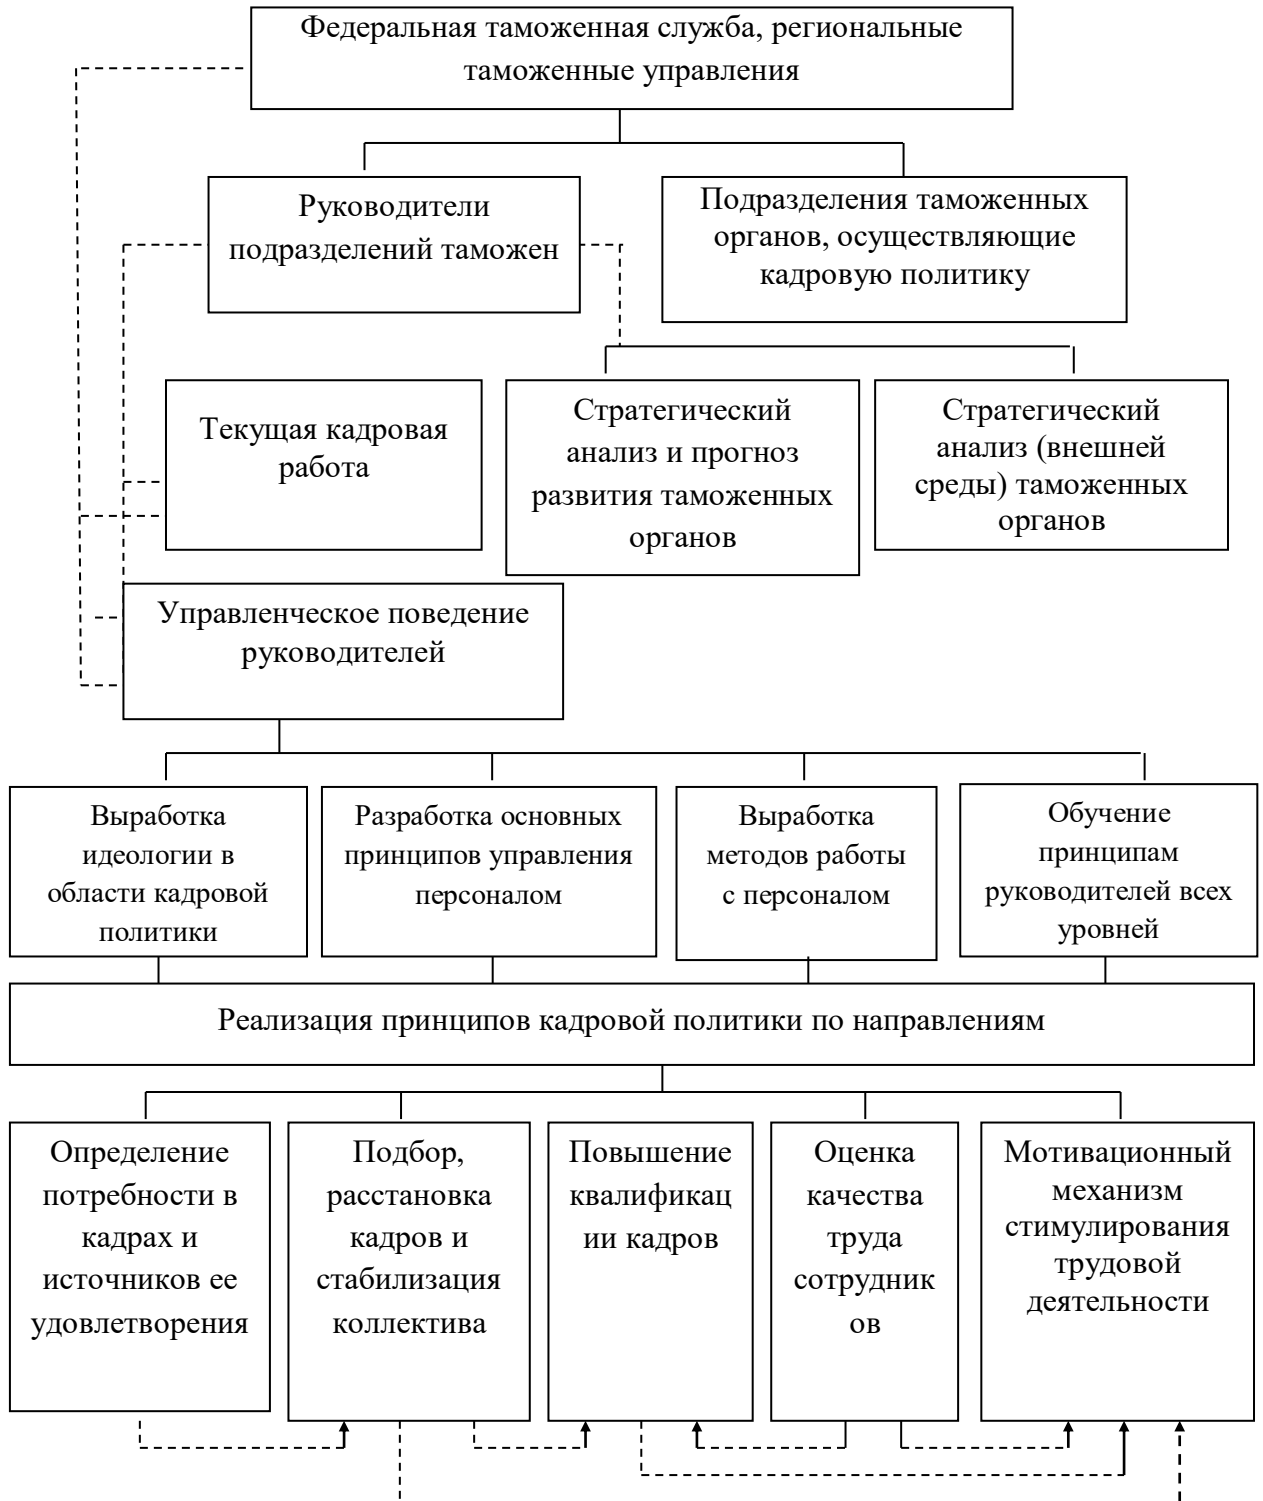 Федеральная таможенная служба, региональные
таможенные управления
Руководители
подразделений таможен
Подразделения таможенных
органов, осуществляющие
кадровую политику
Текущая кадровая
работа
Стратегический
анализ и прогноз
развития таможенных
органов
Стратегический
анализ (внешней
среды) таможенных
органов
Управленческое поведение
руководителей
Выработка
идеологии в
области кадровой
политики
Разработка основных
принципов управления
персоналом
Выработка
методов работы
с персоналом
Обучение
принципам
руководителей всех
уровней
Реализация принципов кадровой политики по направлениям
Определение
потребности в
кадрах и
источников ее
удовлетворения
Подбор,
расстановка
кадров и
стабилизация
коллектива
Повышение
квалификац
ии кадров
Оценка
качества
труда
сотрудник
ов
Мотивационный
механизм
стимулирования
трудовой
деятельности